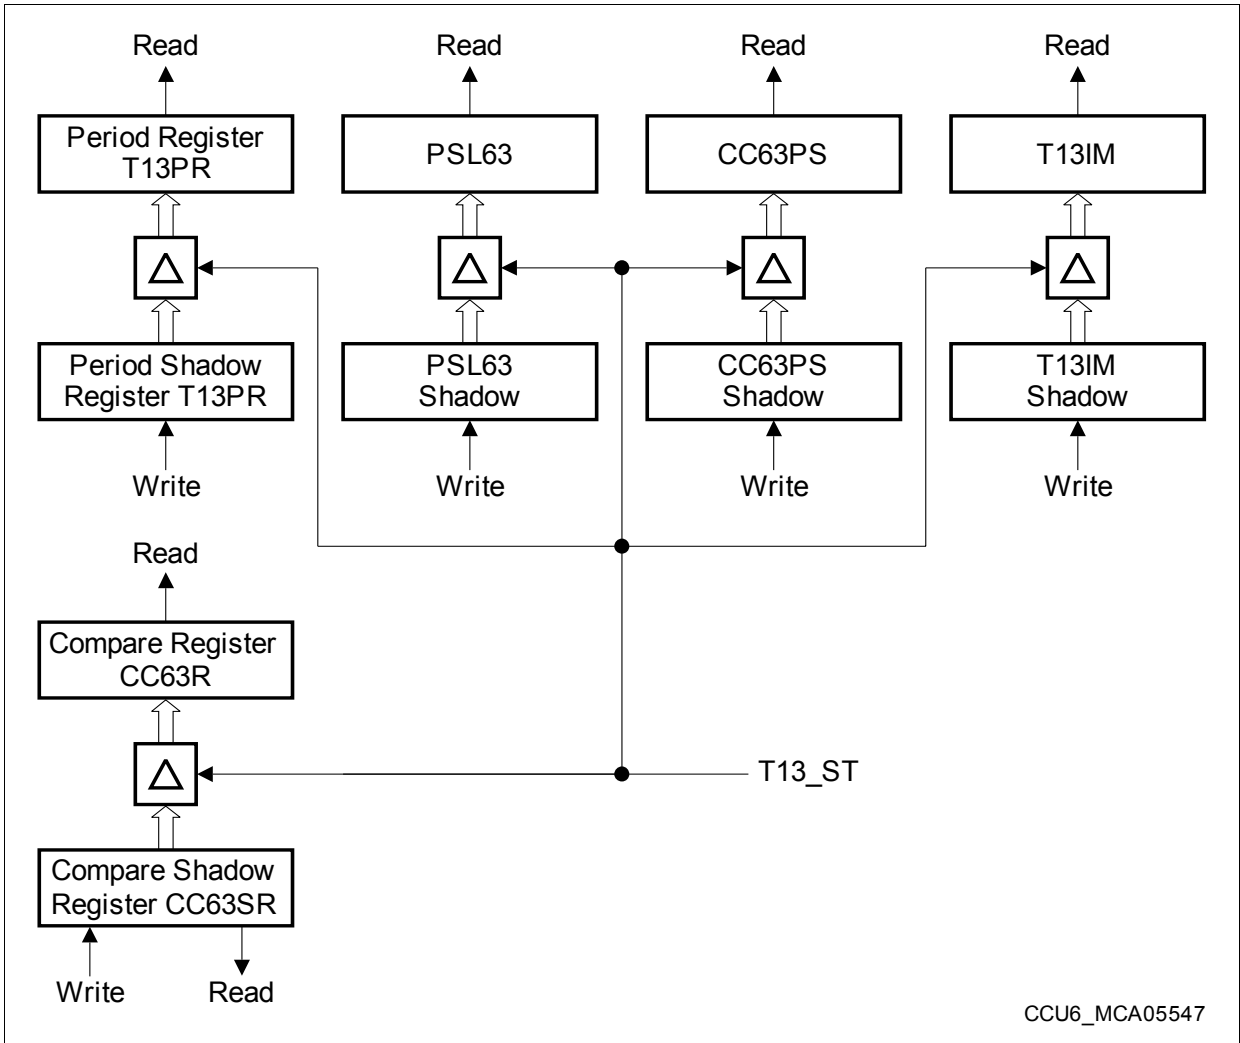 Read
Read
Read
Read
Period Register
T13PR
PSL63
CC63PS
T13IM
Period Shadow
Register T13PR
PSL63
Shadow
CC63PS
Shadow
T13IM
Shadow
Write
Write
Write
Write
Read
Compare Register
CC63R
T13_ST
Compare Shadow
Register CC63SR
Write
Read
CCU6_MCA05547